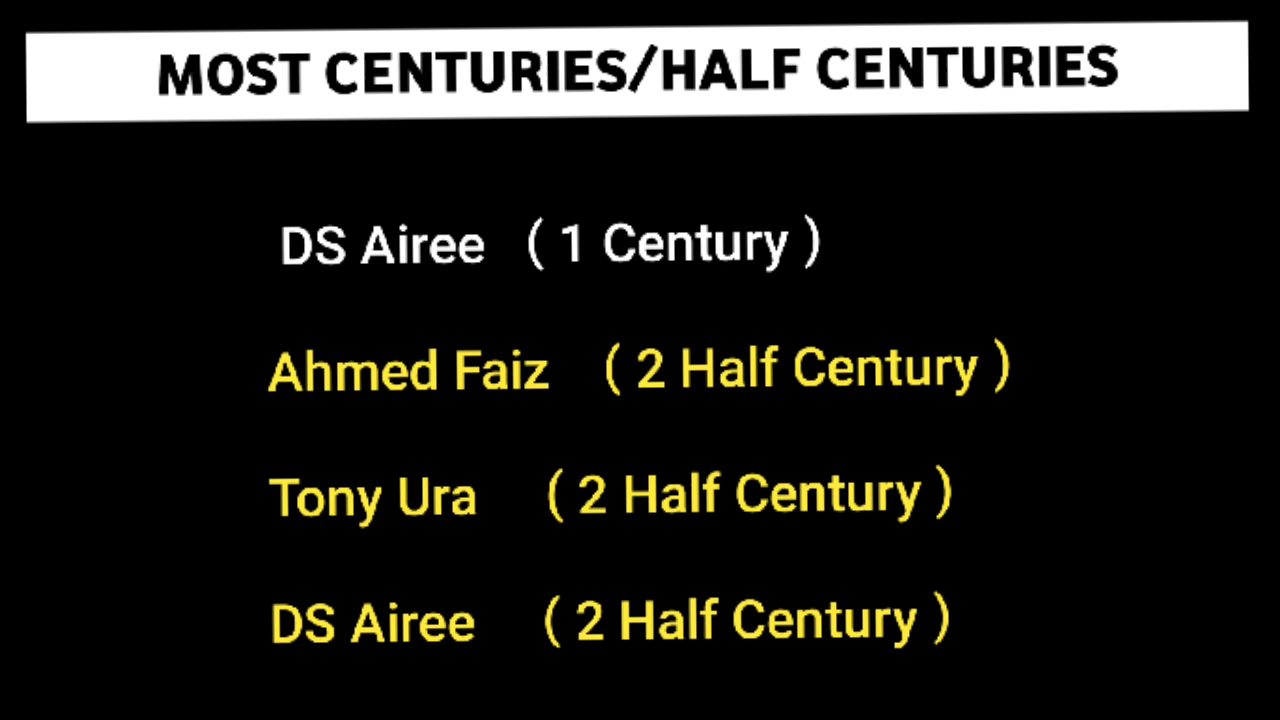 MOST CENTURIES/HALF CENTURIES
DS Airee ( 1 Century )
Ahmed Faiz ( 2 Half Century )
Tony Ura ( 2 Half Century )
DS Airee ( 2 Half Century )